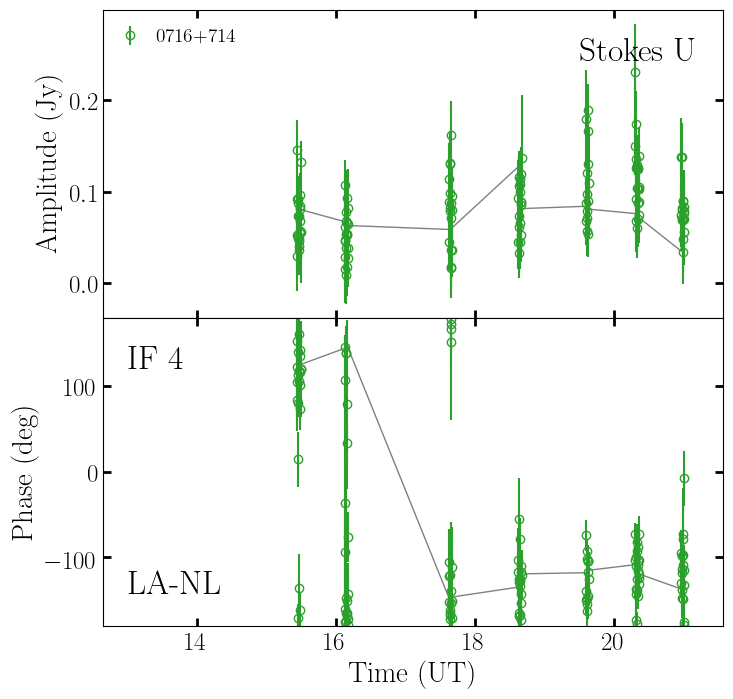 0716+714
Stokes U
Amplitude (Jy)
0.2
0.1
0.0
IF 4
Phase (deg)
100
0
−100
LA-NL
14 16 18 20
Time (UT)